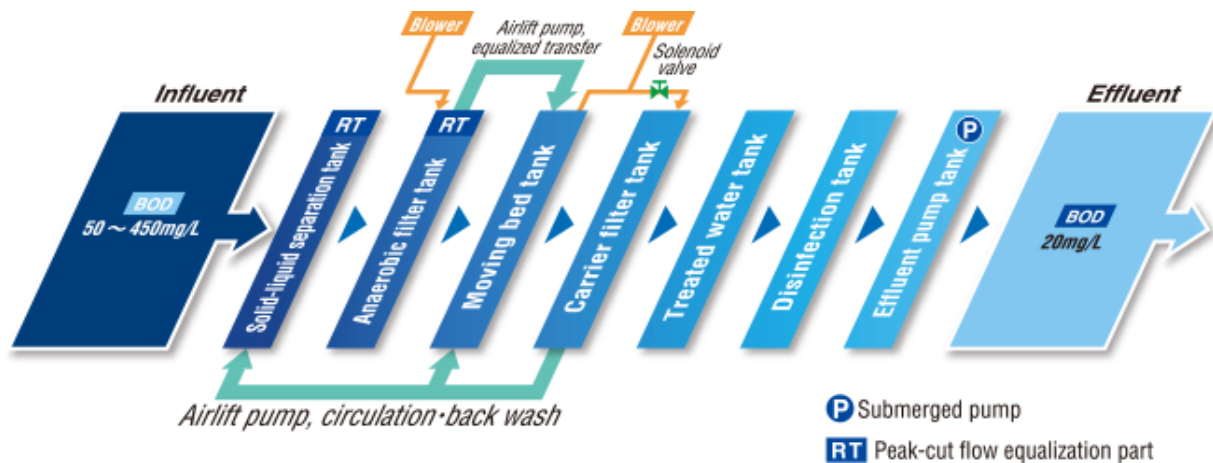 Blower
Airlift pump,
equalized transfer
Blower
Solenoid
valve
Influent
Effluent
BOD
50 ～ 450mg/L
RT
Solid-liquid separation tank
RT
Anaerobic filter tank
Moving bed tank
Carrier filter tank
Treated water tank
Disinfection tank
P
Effluent pump tank
BOD
20mg/L
Airlift pump, circulation・back wash
P Submerged pump
RT Peak-cut flow equalization part